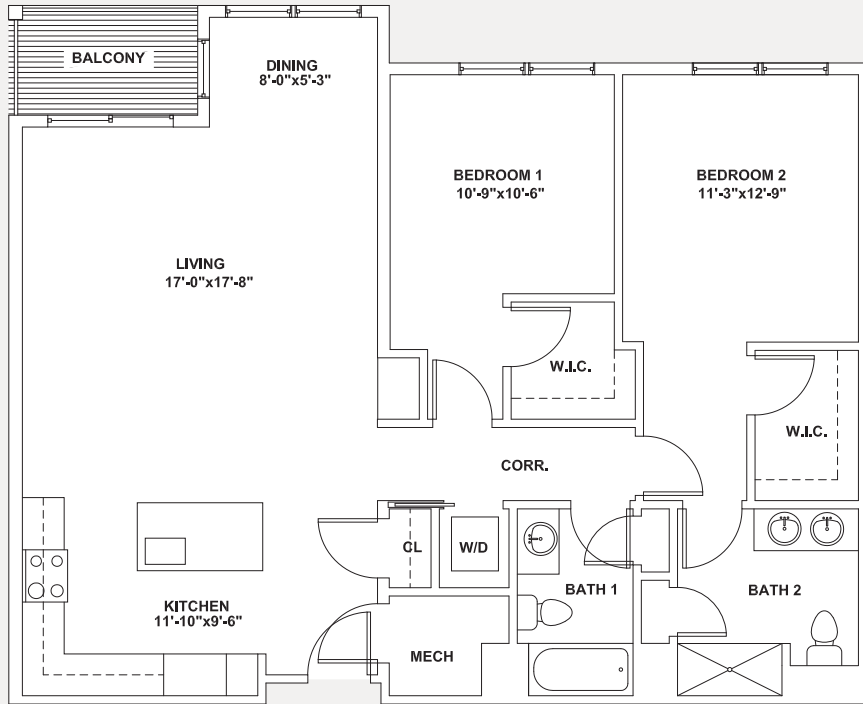 BALCONY
DINING
8'-0"x5'-3"
BEDROOM 1
10'-9"x10'-6"
BEDROOM 2
11'-3"x12'-9"
LIVING
17'-0"x17'-8"
W.I.C.
W.I.C.
CORR.
CL
W/D
KITCHEN
11'-10"x9'-6"
BATH 1
BATH 2
MECH